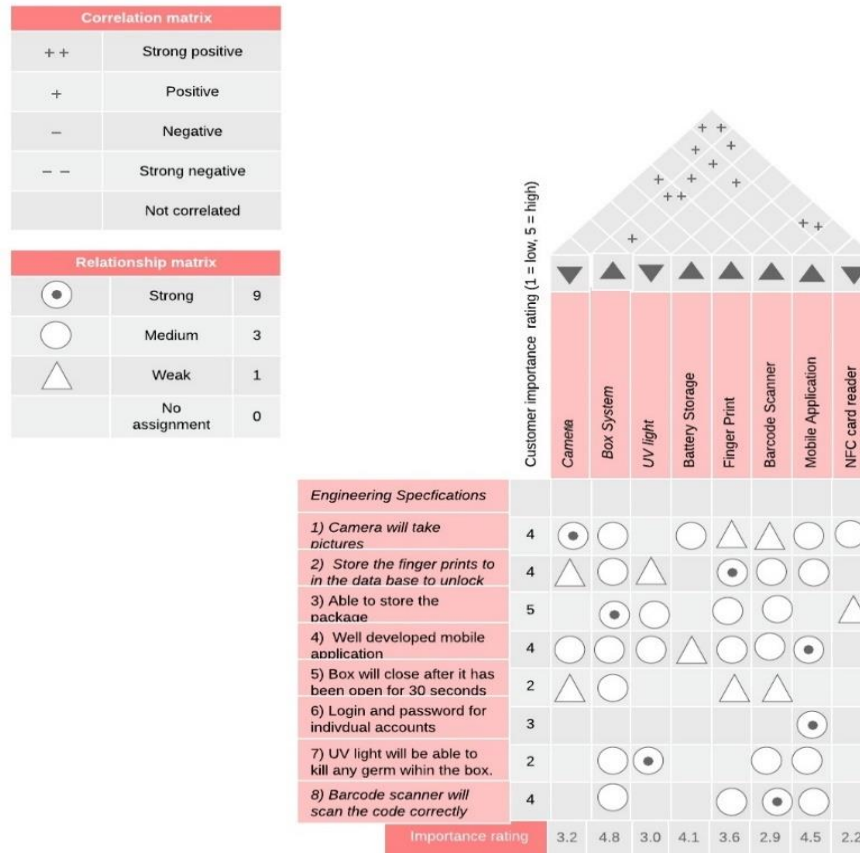 Correlation matrix
+ + Strong positive
+ Positive
− Negative
− − Strong negative
Not correlated
Relationship matrix
Strong 9
Medium 3
Weak 1
No
assignment 0
+ +
+ +
+ +
+ + +
+ +
+ +
+
Customer importance rating (1 = low, 5 = high)
Camera
Box System
UV light
Battery Storage
Finger Print
Barcode Scanner
Mobile Application
NFC card reader
Engineering Specfications
1) Camera will take
pictures 4
2) Store the finger prints to
in the data base to unlock 4
3) Able to store the
package 5
4) Well developed mobile
application 4
5) Box will close after it has
been open for 30 seconds 2
6) Login and password for
indivdual accounts 3
7) UV light will be able to
kill any germ wihin the box. 2
8) Barcode scanner will
scan the code correctly 4
Importance rating 3.2 4.8 3.0 4.1 3.6 2.9 4.5 2.2